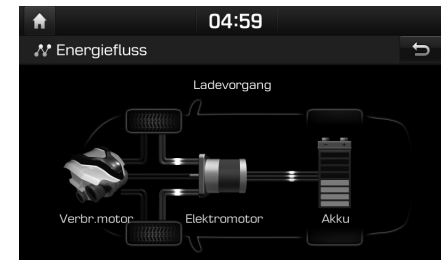 04:59
Energiefluss
Ladevorgang
Verbr.motor Elektromotor Akku